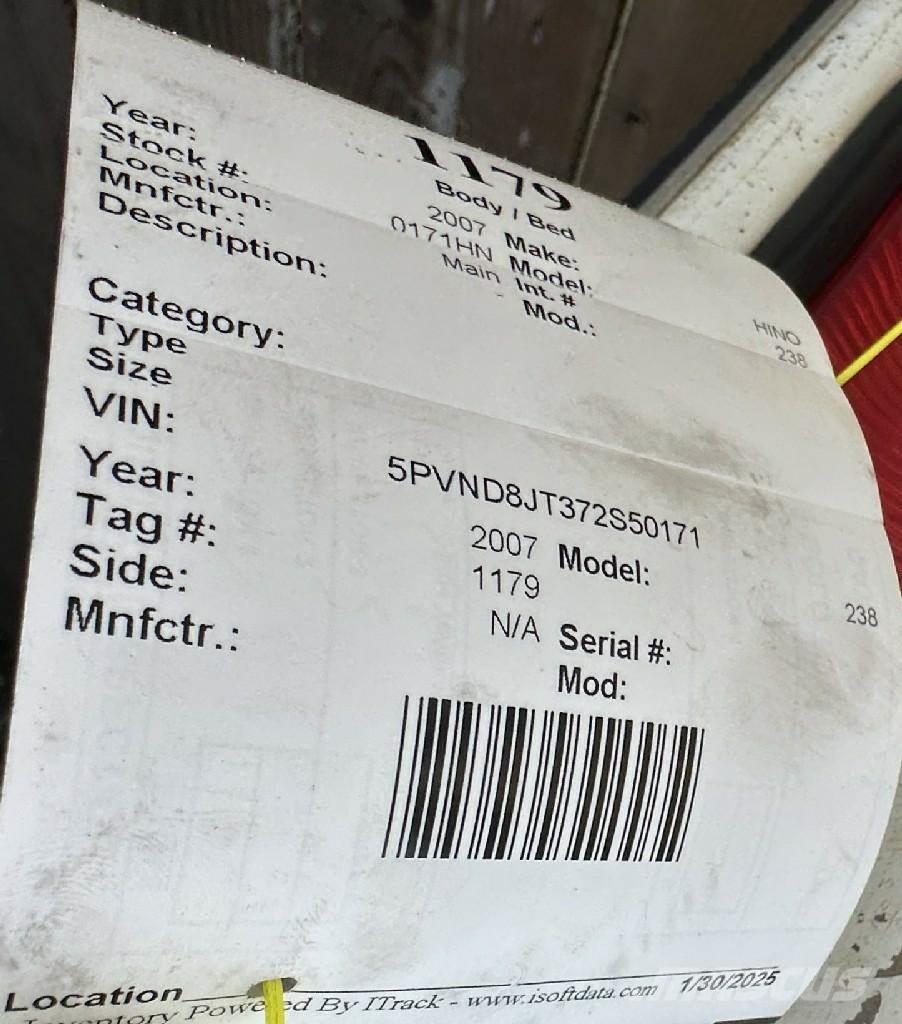 1179
Body / Bed
Year: 2007 Make: HINO
Stock #: 0171HN Model: 238
Location: Main Int. #
Mnfctr.: - Mod.:
Description:
Category:
Type
Size
VIN: 5PVND8JT372S50171
Year: 2007 Model: 238
Tag #: 1179
Side: N/A Serial #:
Mnfctr.: Mod:
Location
Inventory Powered By ITrack - www.isoftdata.com 1/30/2025